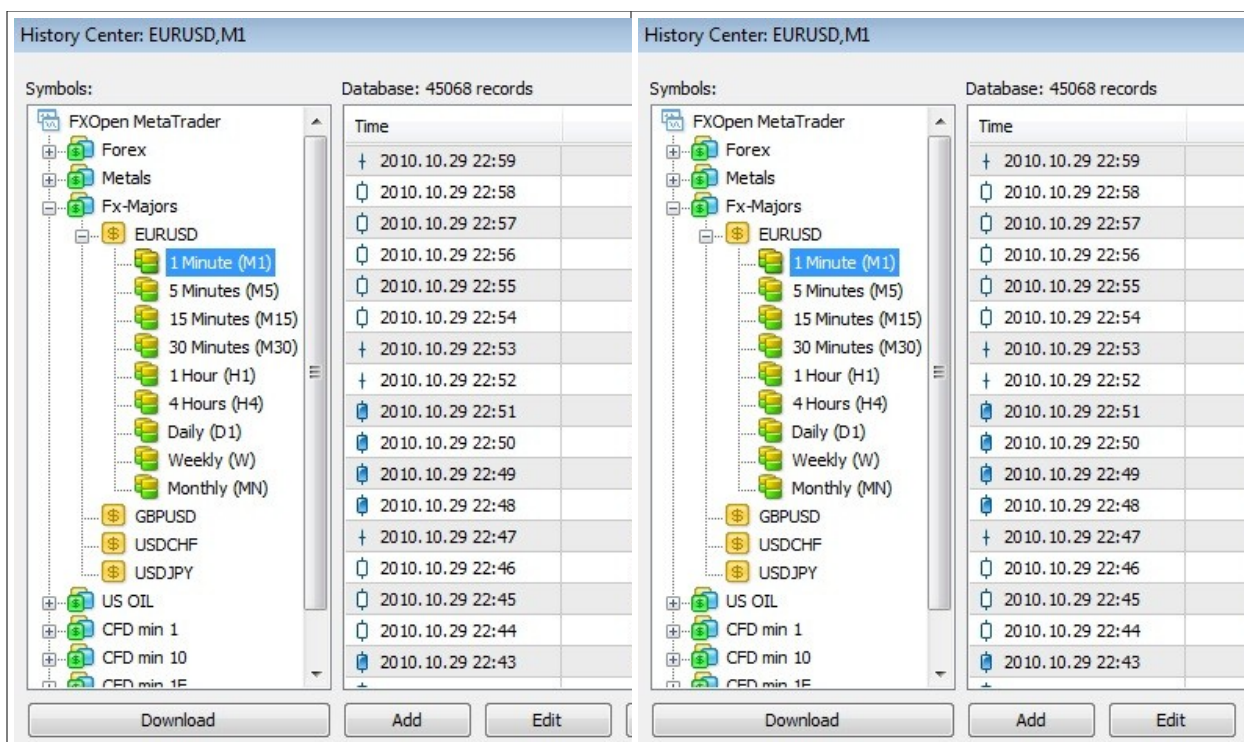 History Center: EURUSD,M1
Symbols:
Database: 45068 records
FXOpen MetaTrader
Forex
Metals
Fx-Majors
EURUSD
1 Minute (M1)
5 Minutes (M5)
15 Minutes (M15)
30 Minutes (M30)
1 Hour (H1)
4 Hours (H4)
Daily (D1)
Weekly (W)
Monthly (MN)
GBPUSD
USDCHF
USDJPY
US OIL
CFD min 1
CFD min 10
CFD min 15
Time
2010.10.29 22:59
2010.10.29 22:58
2010.10.29 22:57
2010.10.29 22:56
2010.10.29 22:55
2010.10.29 22:54
2010.10.29 22:53
2010.10.29 22:52
2010.10.29 22:51
2010.10.29 22:50
2010.10.29 22:49
2010.10.29 22:48
2010.10.29 22:47
2010.10.29 22:46
2010.10.29 22:45
2010.10.29 22:44
2010.10.29 22:43
Download
Add
Edit
History Center: EURUSD,M1
Symbols:
Database: 45068 records
FXOpen MetaTrader
Forex
Metals
Fx-Majors
EURUSD
1 Minute (M1)
5 Minutes (M5)
15 Minutes (M15)
30 Minutes (M30)
1 Hour (H1)
4 Hours (H4)
Daily (D1)
Weekly (W)
Monthly (MN)
GBPUSD
USDCHF
USDJPY
US OIL
CFD min 1
CFD min 10
CFD min 15
Time
2010.10.29 22:59
2010.10.29 22:58
2010.10.29 22:57
2010.10.29 22:56
2010.10.29 22:55
2010.10.29 22:54
2010.10.29 22:53
2010.10.29 22:52
2010.10.29 22:51
2010.10.29 22:50
2010.10.29 22:49
2010.10.29 22:48
2010.10.29 22:47
2010.10.29 22:46
2010.10.29 22:45
2010.10.29 22:44
2010.10.29 22:43
Download
Add
Edit